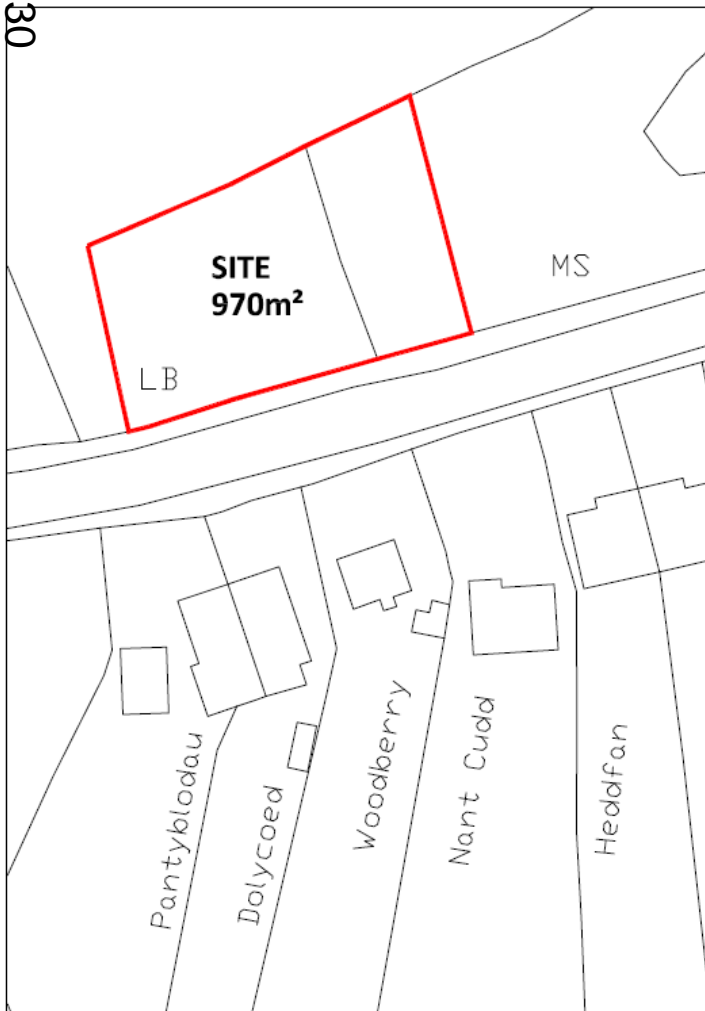 30
SITE
970m²
MS
LB
Pantyblodau
Dolycoed
Woodberry
Nant Cudd
Heddfan